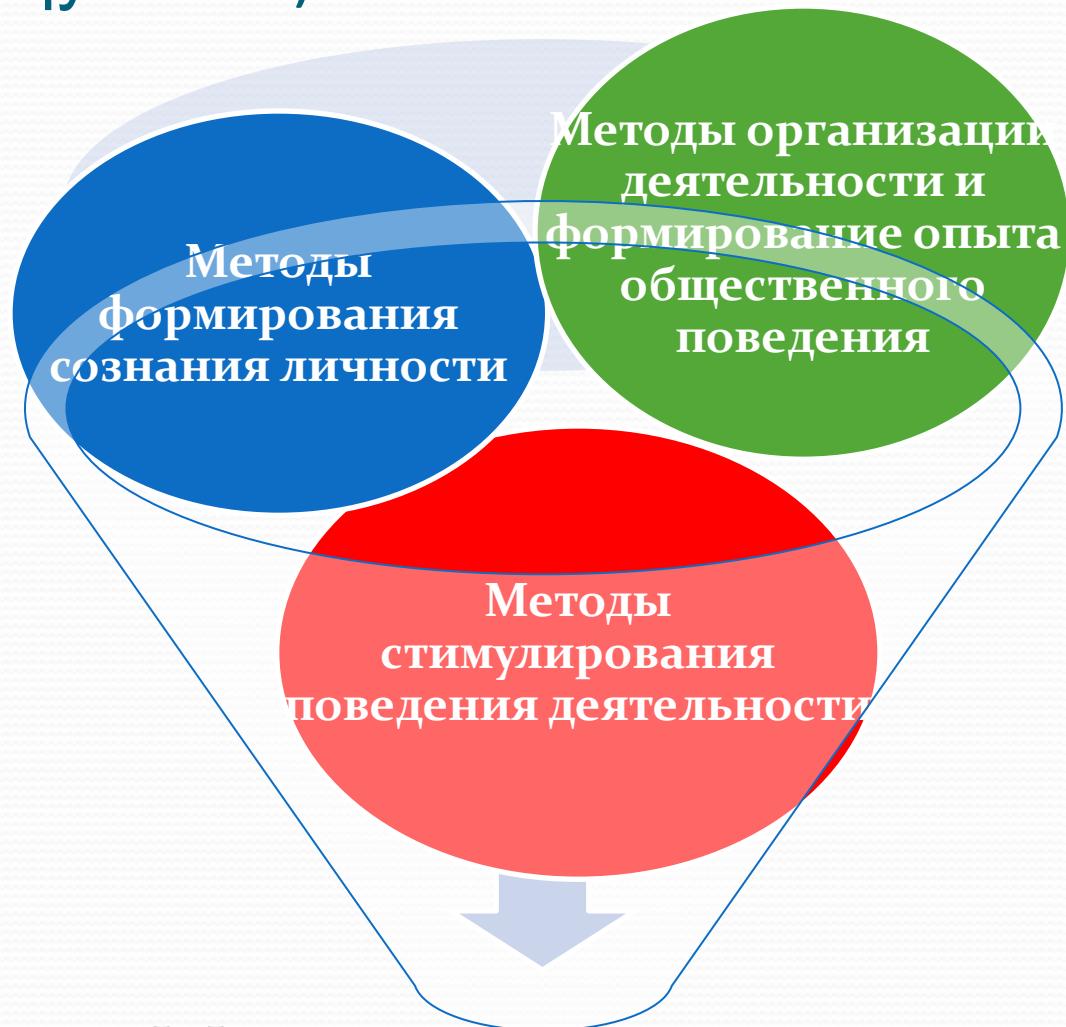 Методы
формирования
сознания личности
Методы организации
деятельности и
формирование опыта
общественного
поведения
Методы
стимулирования
поведения деятельности